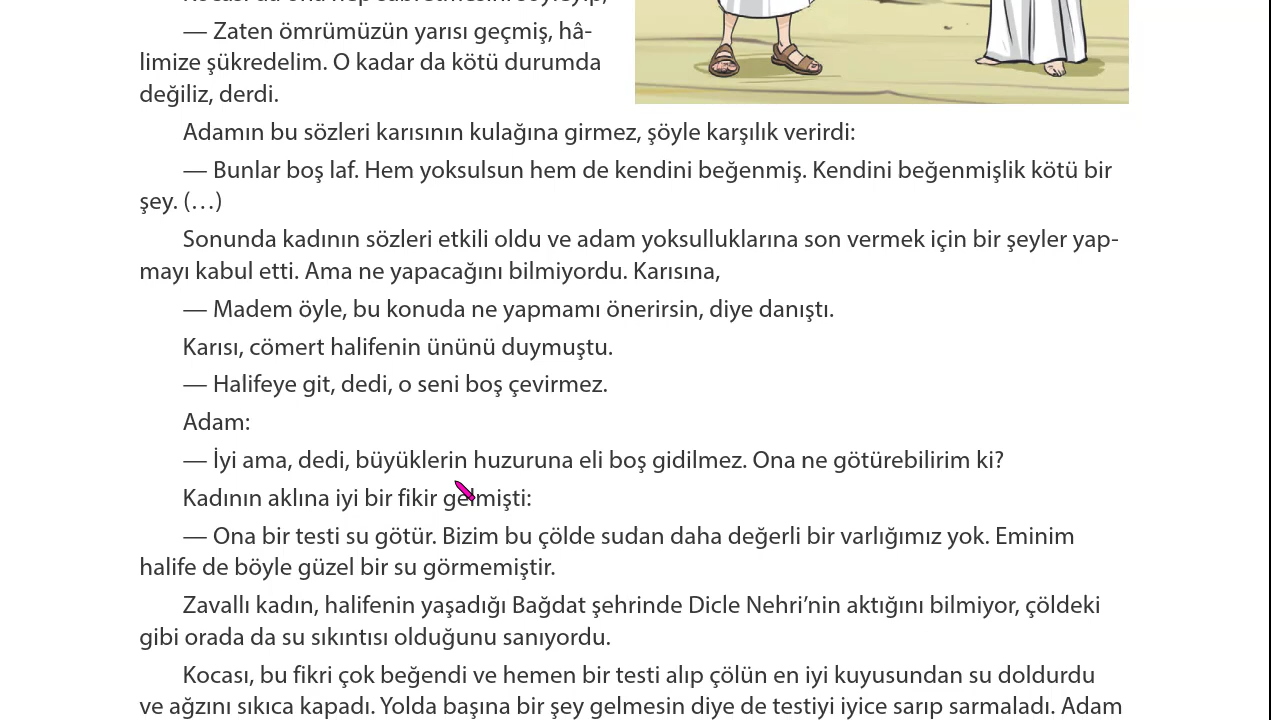 — Zaten ömrümüzün yarısı geçmiş, hâ-
limize şükredelim. O kadar da kötü durumda
değiliz, derdi.
Adamın bu sözleri karısının kulağına girmez, şöyle karşılık verirdi:
— Bunlar boş laf. Hem yoksulsun hem de kendini beğenmiş. Kendini beğenmişlik kötü bir
şey. (…)
Sonunda kadının sözleri etkili oldu ve adam yoksulluklarına son vermek için bir şeyler yap-
mayı kabul etti. Ama ne yapacağını bilmiyordu. Karısına,
— Madem öyle, bu konuda ne yapmamı önerirsin, diye danıştı.
Karısı, cömert halifenin ününü duymuştu.
— Halifeye git, dedi, o seni boş çevirmez.
Adam:
— İyi ama, dedi, büyüklerin huzuruna eli boş gidilmez. Ona ne götürebilirim ki?
Kadının aklına iyi bir fikir gelmişti:
— Ona bir testi su götür. Bizim bu çölde sudan daha değerli bir varlığımız yok. Eminim
halife de böyle güzel bir su görmemiştir.
Zavallı kadın, halifenin yaşadığı Bağdat şehrinde Dicle Nehri’nin aktığını bilmiyor, çöldeki
gibi orada da su sıkıntısı olduğunu sanıyordu.
Kocası, bu fikri çok beğendi ve hemen bir testi alıp çölün en iyi kuyusundan su doldurdu
ve ağzını sıkıca kapadı. Yolda başına bir şey gelmesin diye de testiyi iyice sarıp sarmaladı. Adam